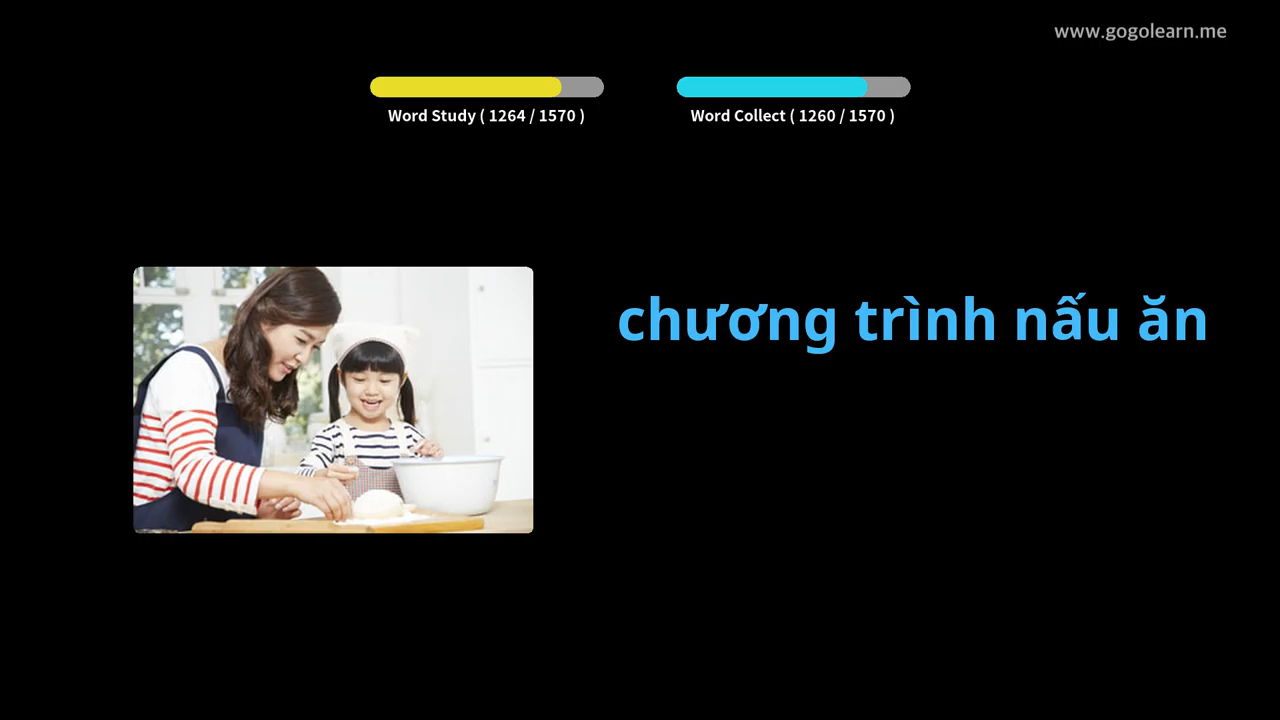 www.gogolearn.me
Word Study ( 1264 / 1570 )
Word Collect ( 1260 / 1570 )
chương trình nấu ăn